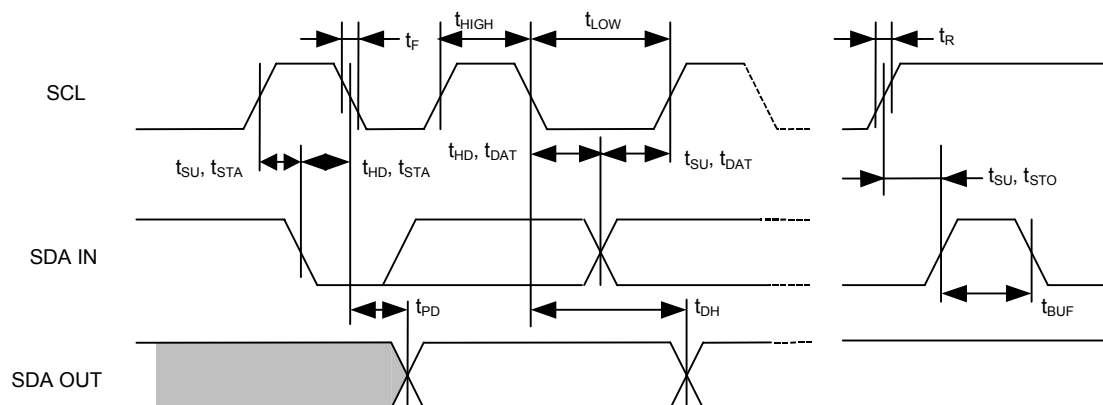 tHIGH
tLOW
tF
tR
SCL
tSU, tSTA
tHD, tSTA
tHD, tDAT
tSU, tDAT
tSU, tSTO
SDA IN
tPD
tDH
tBUF
SDA OUT